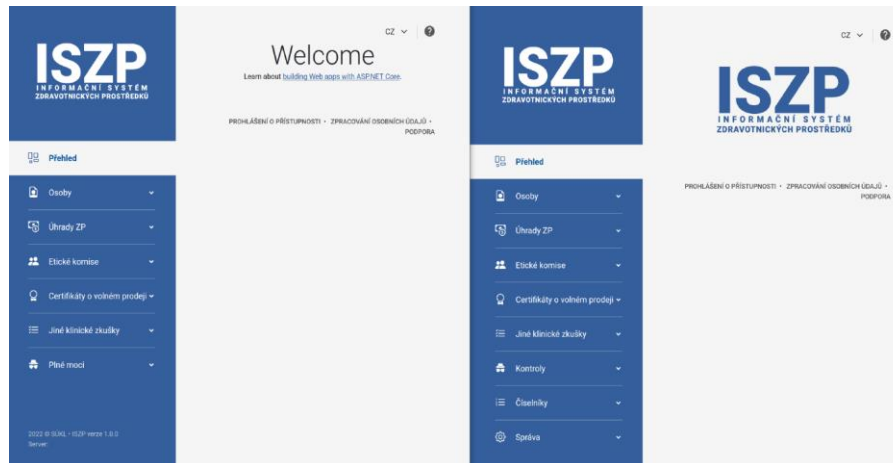 ISZP
INFORMAČNÍ SYSTÉM
ZDRAVOTNICKÝCH PROSTŘEDKŮ
Přehled
Osoby
Úhrady ZP
Etické komise
Certifikáty o volném prodeji
Jiné klinické zkušky
Plné moci
2022 © SÚKL - ISZP verze 1.0.0
Server:
CZ
Welcome
Learn about building Web apps with ASP.NET Core.
PROHLÁŠENÍ O PŘÍSTUPNOSTI • ZPRACOVÁNÍ OSOBNÍCH ÚDAJŮ •
PODPORA
ISZP
INFORMAČNÍ SYSTÉM
ZDRAVOTNICKÝCH PROSTŘEDKŮ
Přehled
Osoby
Úhrady ZP
Etické komise
Certifikáty o volném prodeji
Jiné klinické zkušky
Kontroly
Číselníky
Správa
CZ
ISZP
INFORMAČNÍ SYSTÉM
ZDRAVOTNICKÝCH PROSTŘEDKŮ
PROHLÁŠENÍ O PŘÍSTUPNOSTI • ZPRACOVÁNÍ OSOBNÍCH ÚDAJŮ •
PODPORA